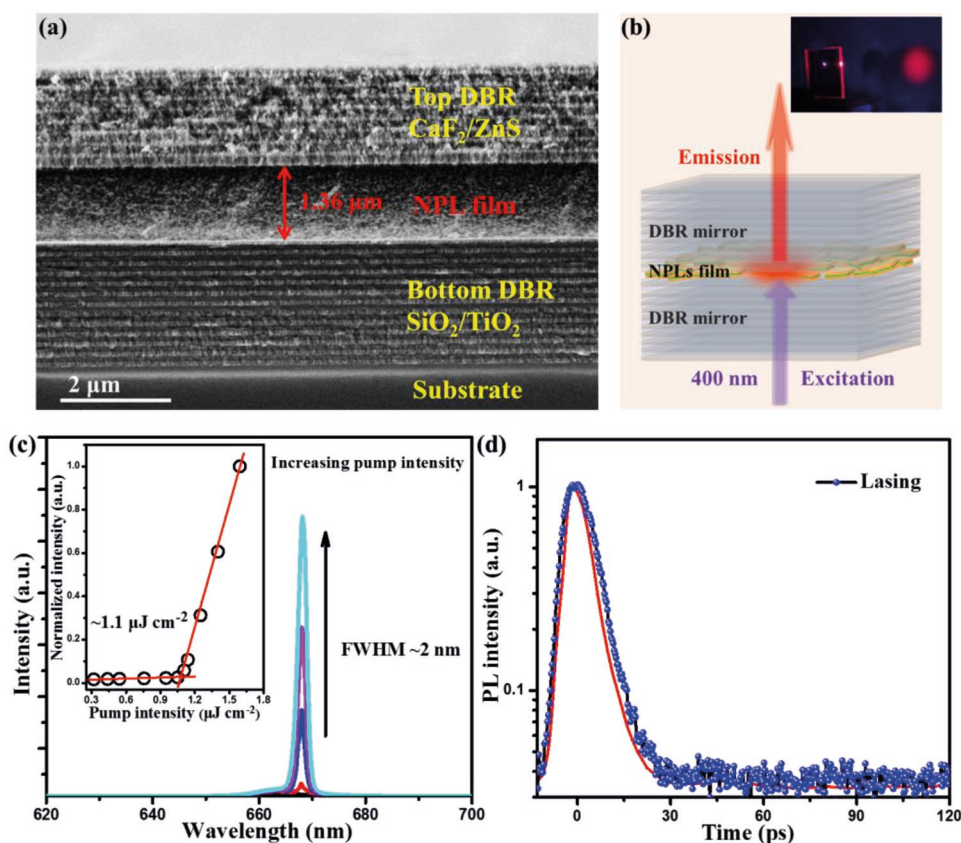 (a)
Top DBR
CaF₂/ZnS
1.36 μm
NPL film
Bottom DBR
SiO₂/TiO₂
2 μm
Substrate
(b)
Emission
DBR mirror
NPLs film
DBR mirror
400 nm
Excitation
(c)
Increasing pump intensity
Normalized intensity (a.u.)
1.0
0.8
0.6
0.4
0.2
0.0
~1.1 μJ cm⁻²
0.3 0.6 0.9 1.2 1.5 1.8
Pump intensity (μJ cm⁻²)
FWHM ~2 nm
Intensity (a.u.)
620 640 660 680 700
Wavelength (nm)
(d)
Lasing
PL intensity (a.u.)
1
0.1
0 30 60 90 120
Time (ps)